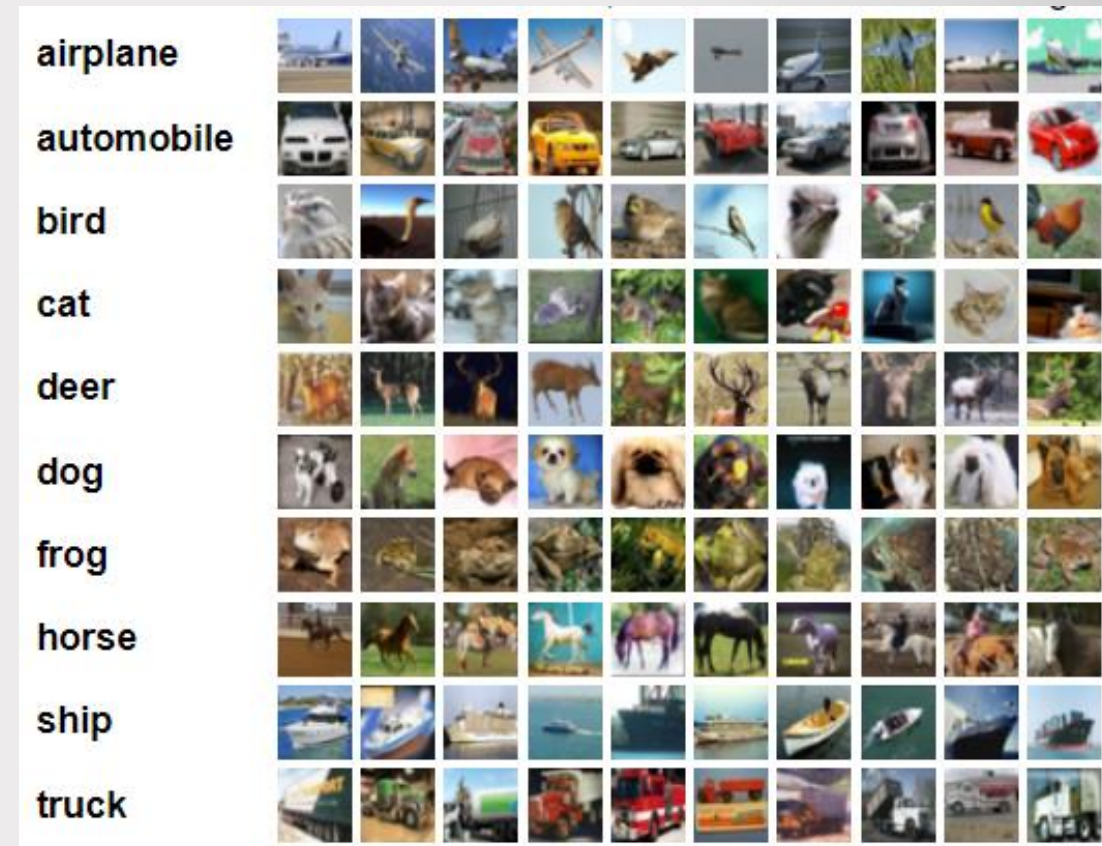 airplane
automobile
bird
cat
deer
dog
frog
horse
ship
truck